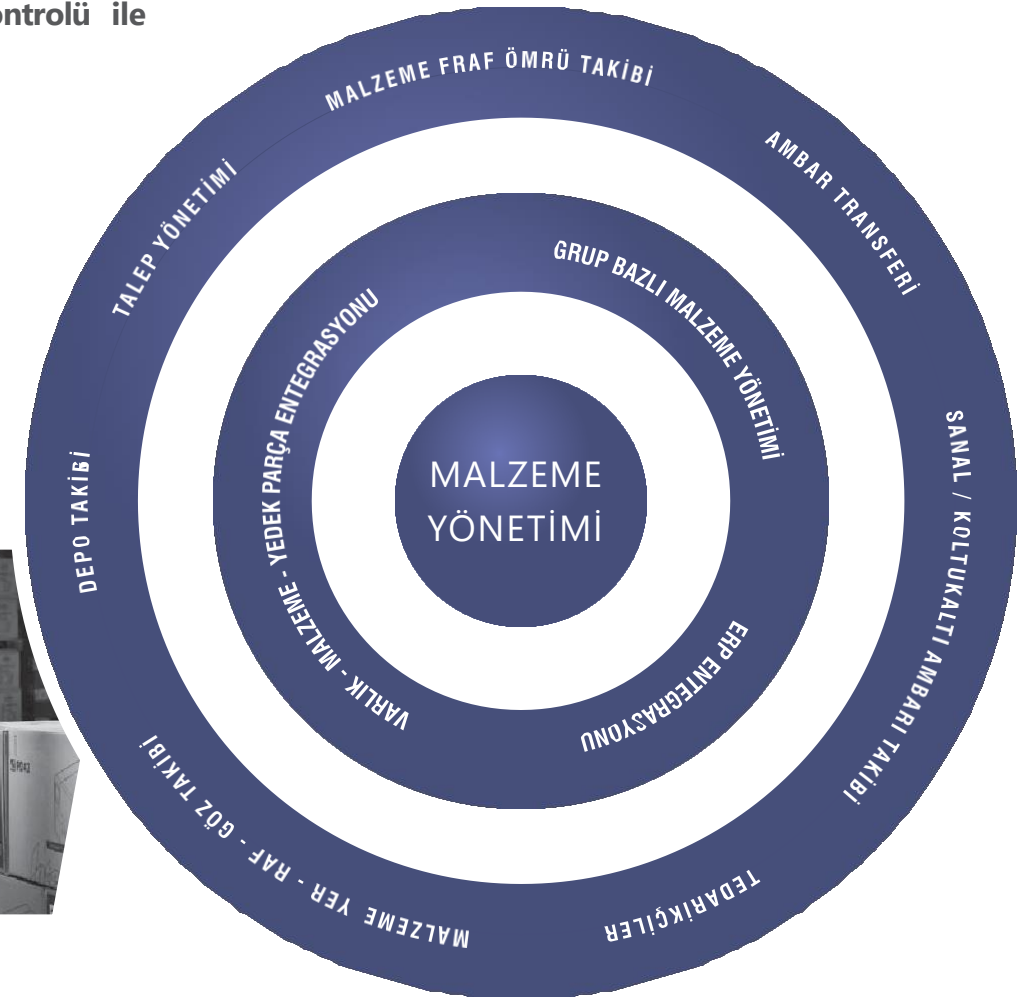 ontrolü ile
MALZEME FRAF ÖMRÜ TAKİBİ
AMBAR TRANSFERİ
SANAL / KOLTUKALTI AMBARI TAKİBİ
TEDARİKÇİLER
MALZEME YER - RAF - GÖZ TAKİBİ
DEPO TAKİBİ
TALEP YÖNETİMİ
GRUP BAZLI MALZEME YÖNETİMİ
ERP ENTEGRASYONU
VARLIK - MALZEME - YEDEK PARÇA ENTEGRASYONU
MALZEME
YÖNETİMİ